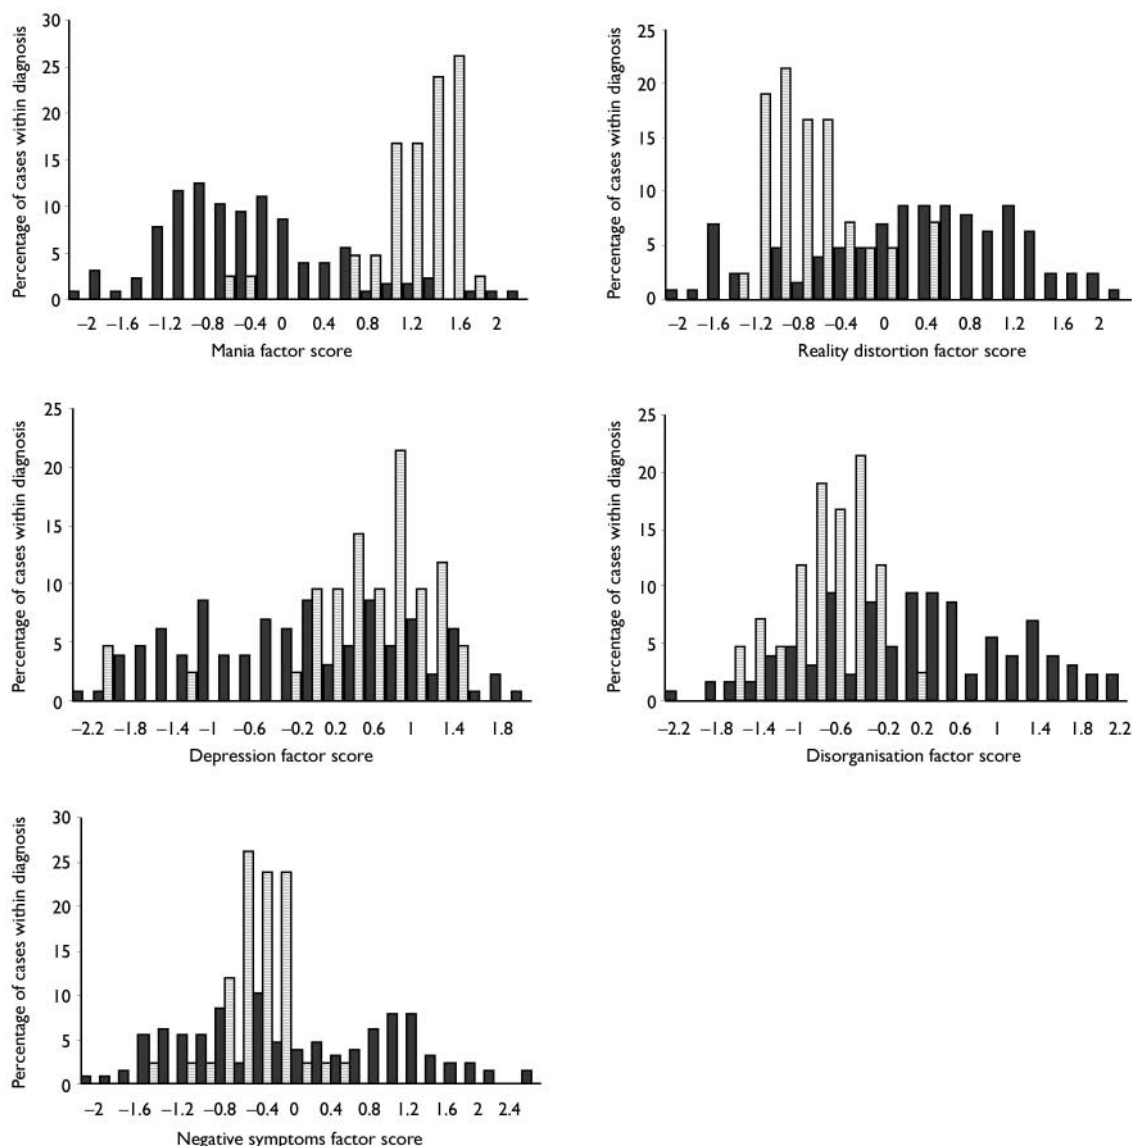 Percentage of cases within diagnosis
30
25
20
15
10
5
0
−2 −1.6 −1.2 −0.8 −0.4 0 0.4 0.8 1.2 1.6 2
Mania factor score
Percentage of cases within diagnosis
25
20
15
10
5
0
−2 −1.6 −1.2 −0.8 −0.4 0 0.4 0.8 1.2 1.6 2
Reality distortion factor score
Percentage of cases within diagnosis
25
20
15
10
5
0
−2.2 −1.8 −1.4 −1 −0.6 −0.2 0.2 0.6 1 1.4 1.8
Depression factor score
Percentage of cases within diagnosis
25
20
15
10
5
0
−2.2 −1.8 −1.4 −1 −0.6 −0.2 0.2 0.6 1 1.4 1.8 2.2
Disorganisation factor score
Percentage of cases within diagnosis
30
25
20
15
10
5
0
−2 −1.6 −1.2 −0.8 −0.4 0 0.4 0.8 1.2 1.6 2 2.4
Negative symptoms factor score